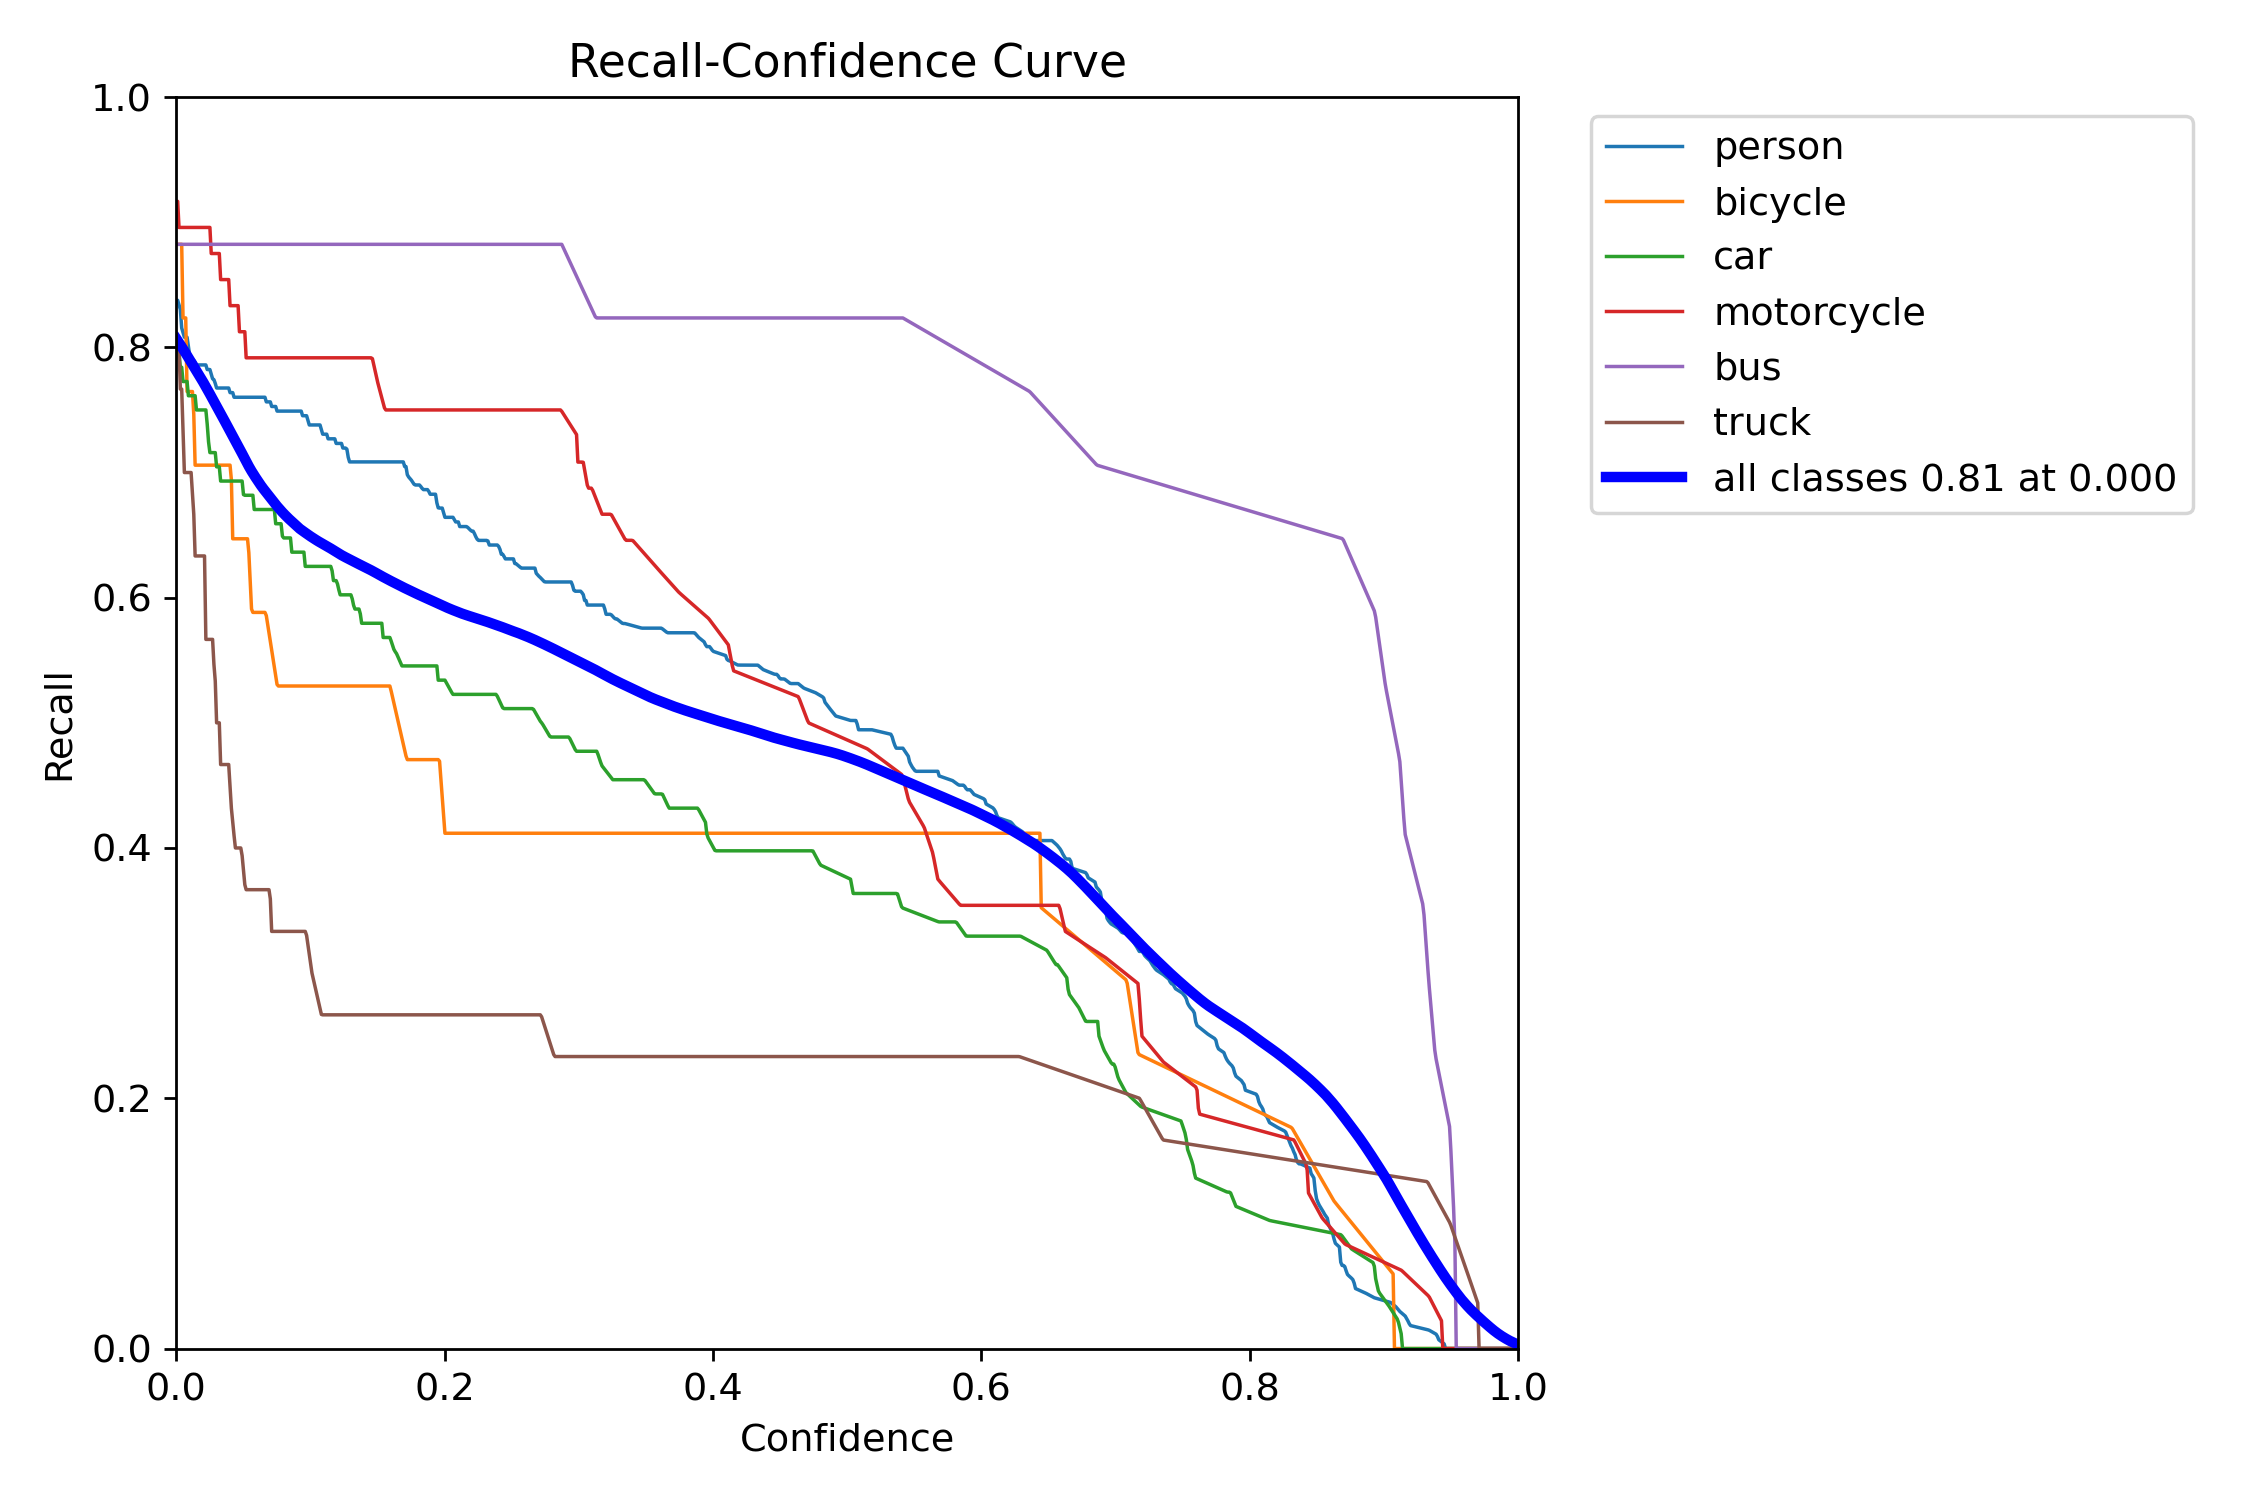 Recall-Confidence Curve
1.0
0.8
0.6
0.4
0.2
0.0
Recall
0.0 0.2 0.4 0.6 0.8 1.0
Confidence
person
bicycle
car
motorcycle
bus
truck
all classes 0.81 at 0.000